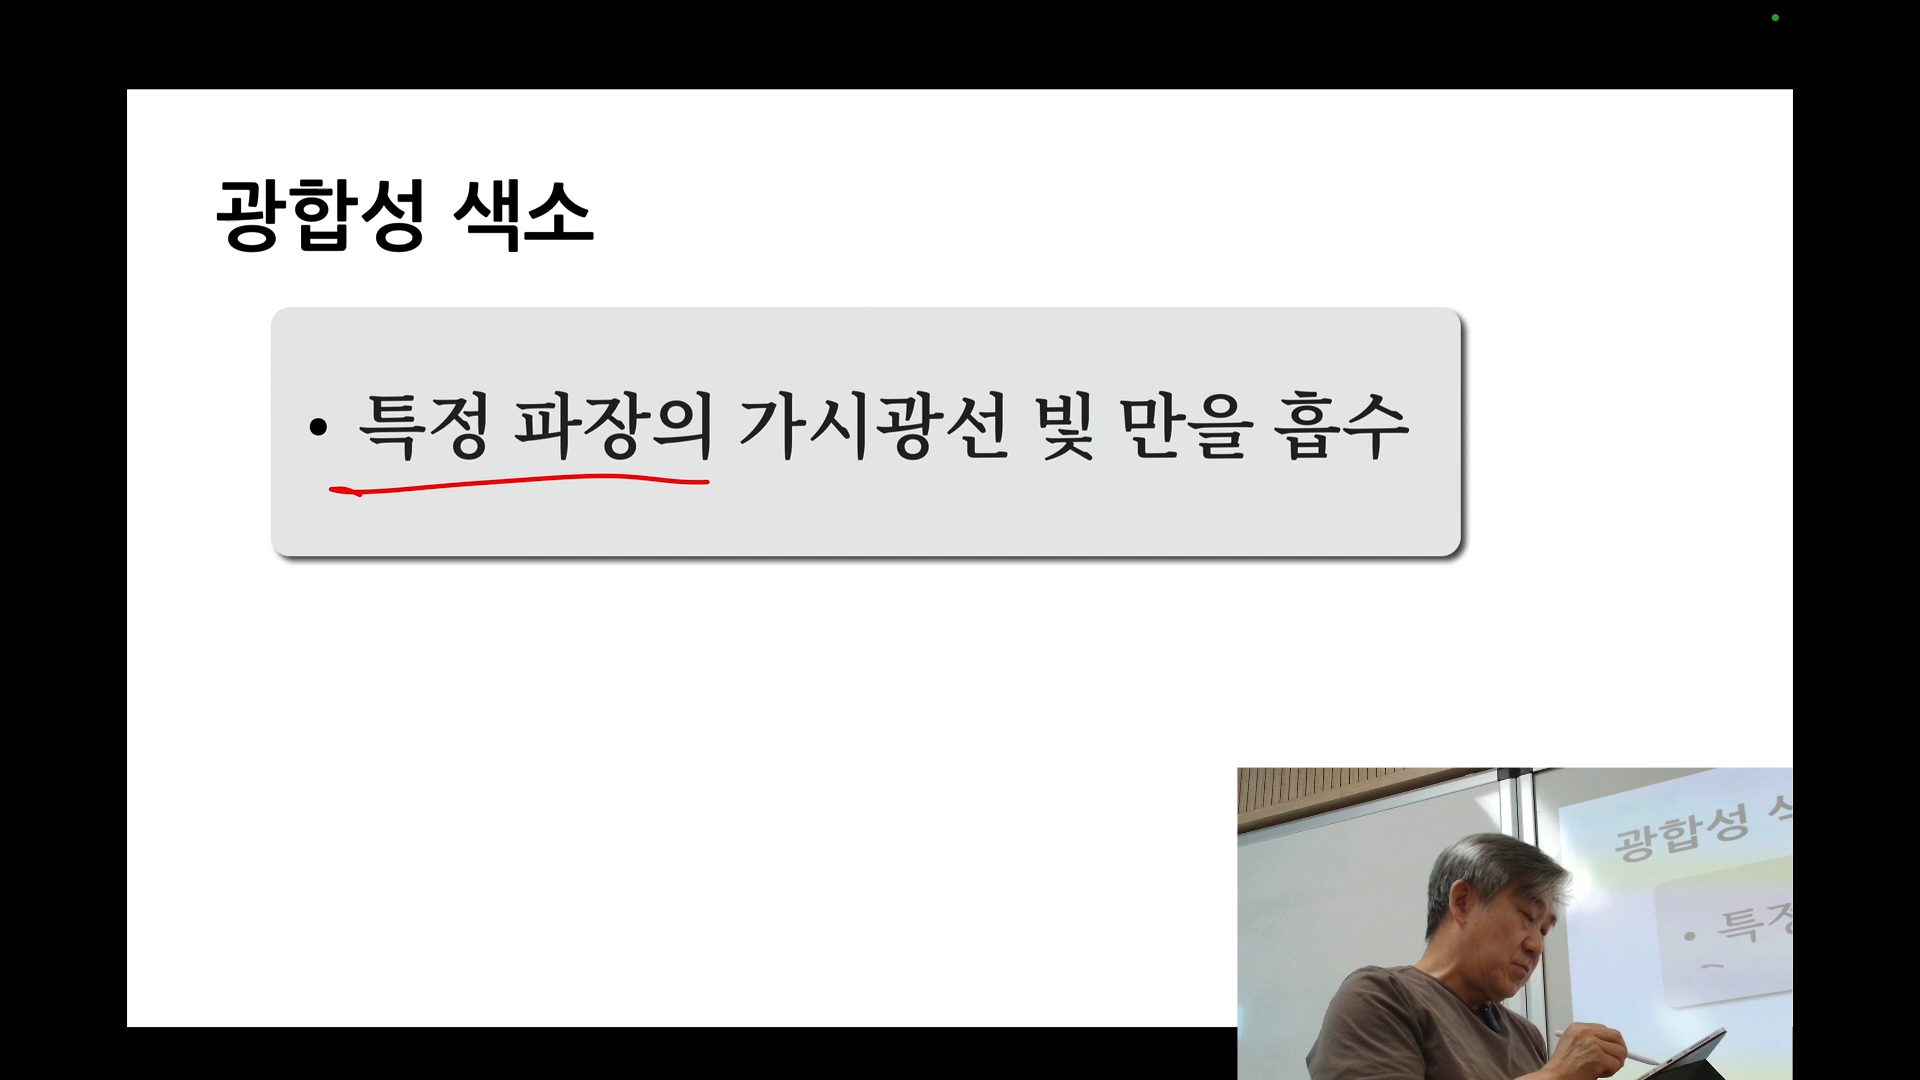 광합성 색소
• 특정 파장의 가시광선 빛 만을 흡수
광합성
• 특정